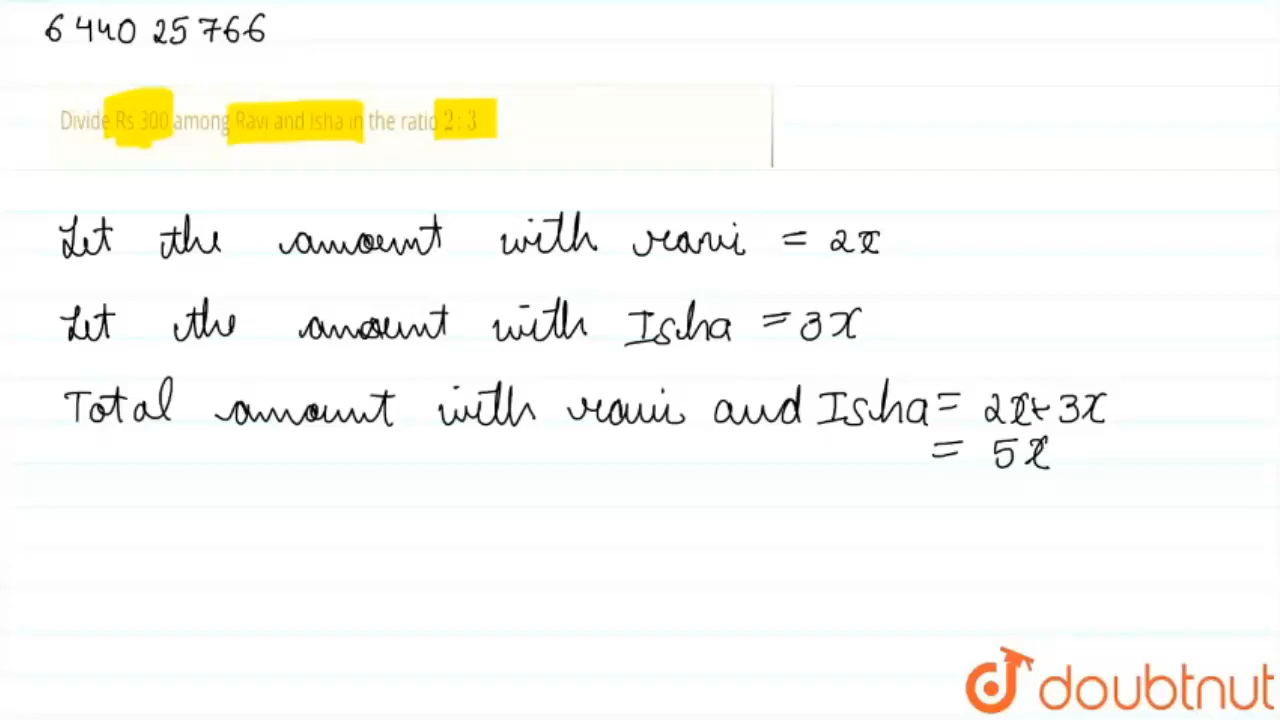 6 440 25 766
Divide Rs 300 among Ravi and Isha in the ratio 2 : 3
Let the amount with ravi = 2x
Let the amount with Isha = 3x
Total amount with ravi and Isha = 2x + 3x
= 5x
doubtnut